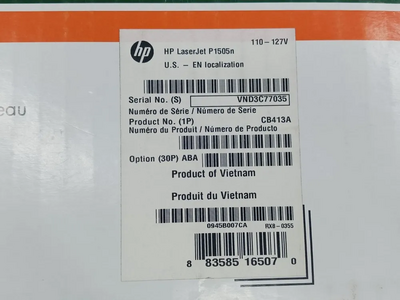 eau
hp
HP LaserJet P1505n
110-127V
U.S. - EN localization
Serial No. (S) VND3C77035
Numéro de Série / Número de Serie
Product No. (1P) CB413A
Numéro du Produit / Número de Producto
Option (30P) ABA
Product of Vietnam
Produit du Vietnam
0945B007CA RX8-0355
8 83585 16507 0